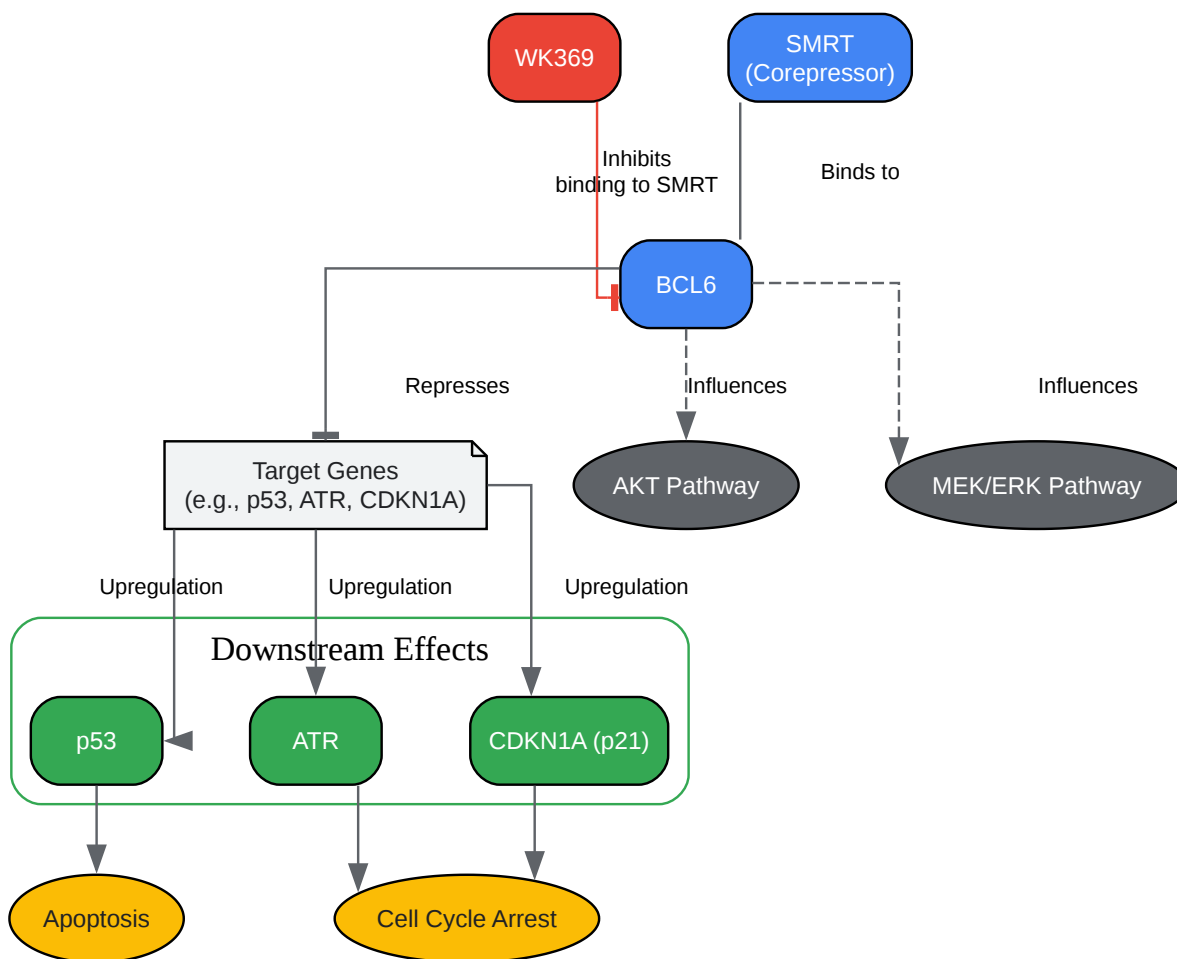 WK369
SMRT
(Corepressor)
Inhibits
binding to SMRT
Binds to
BCL6
Represses
Influences
Influences
Target Genes
(e.g., p53, ATR, CDKN1A)
AKT Pathway
MEK/ERK Pathway
Upregulation
Upregulation
Upregulation
Downstream Effects
p53
ATR
CDKN1A (p21)
Apoptosis
Cell Cycle Arrest